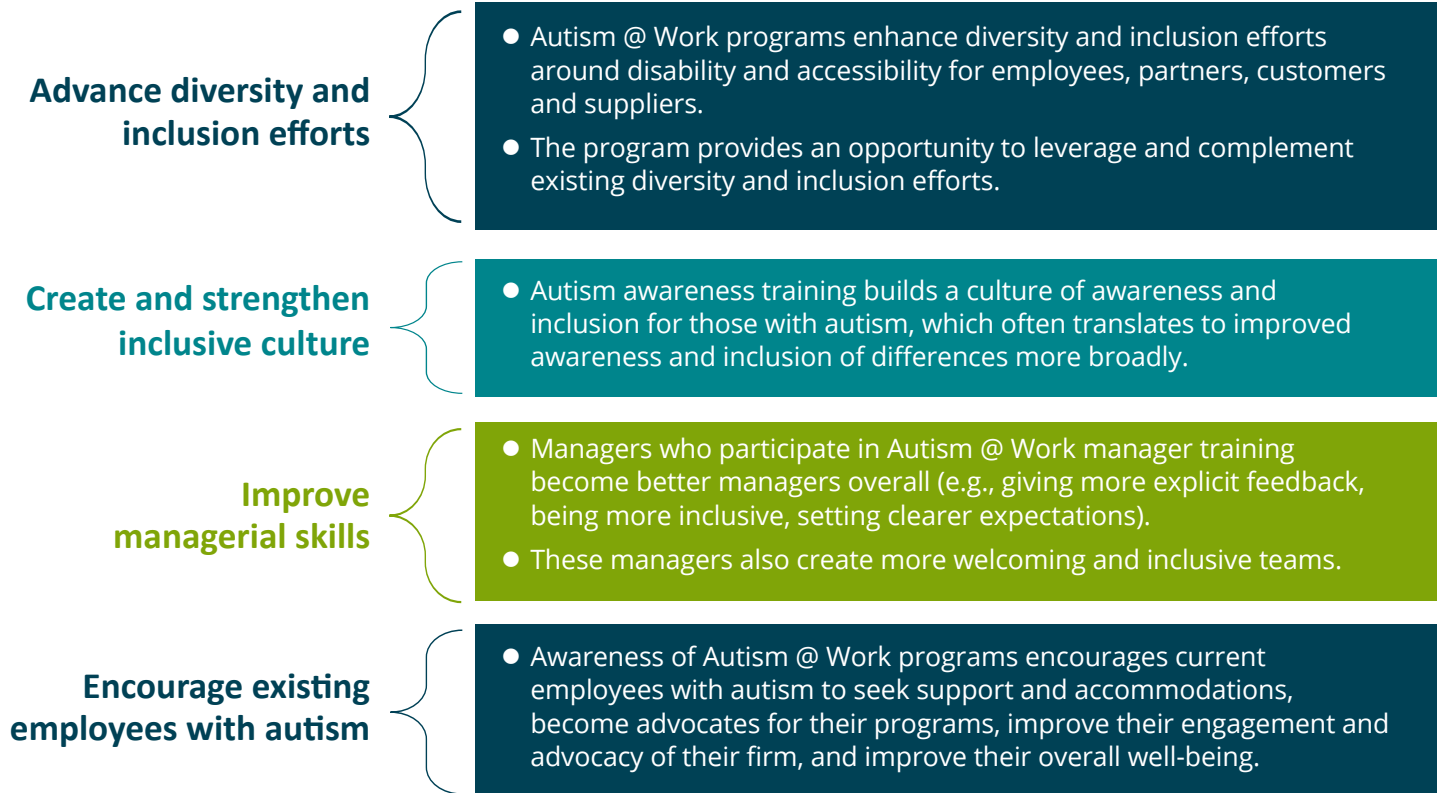 Advance diversity and
inclusion efforts
● Autism @ Work programs enhance diversity and inclusion efforts
around disability and accessibility for employees, partners, customers
and suppliers.
● The program provides an opportunity to leverage and complement
existing diversity and inclusion efforts.
Create and strengthen
inclusive culture
● Autism awareness training builds a culture of awareness and
inclusion for those with autism, which often translates to improved
awareness and inclusion of differences more broadly.
Improve
managerial skills
● Managers who participate in Autism @ Work manager training
become better managers overall (e.g., giving more explicit feedback,
being more inclusive, setting clearer expectations).
● These managers also create more welcoming and inclusive teams.
Encourage existing
employees with autism
● Awareness of Autism @ Work programs encourages current
employees with autism to seek support and accommodations,
become advocates for their programs, improve their engagement and
advocacy of their firm, and improve their overall well-being.